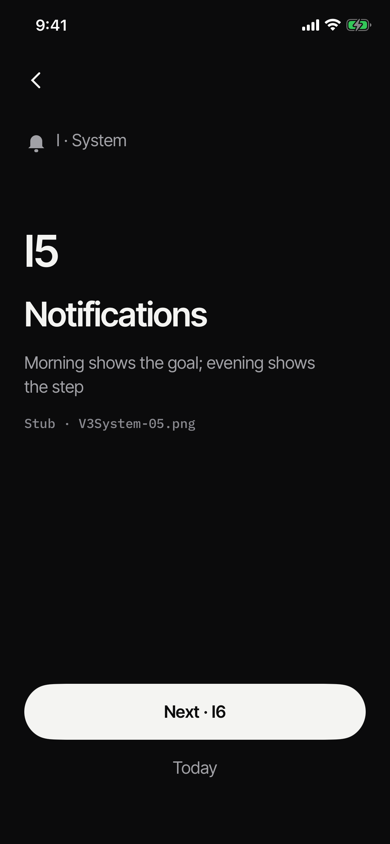 9:41
I · System
I5
Notifications
Morning shows the goal; evening shows
the step
Stub · V3System-05.png
Next · I6
Today